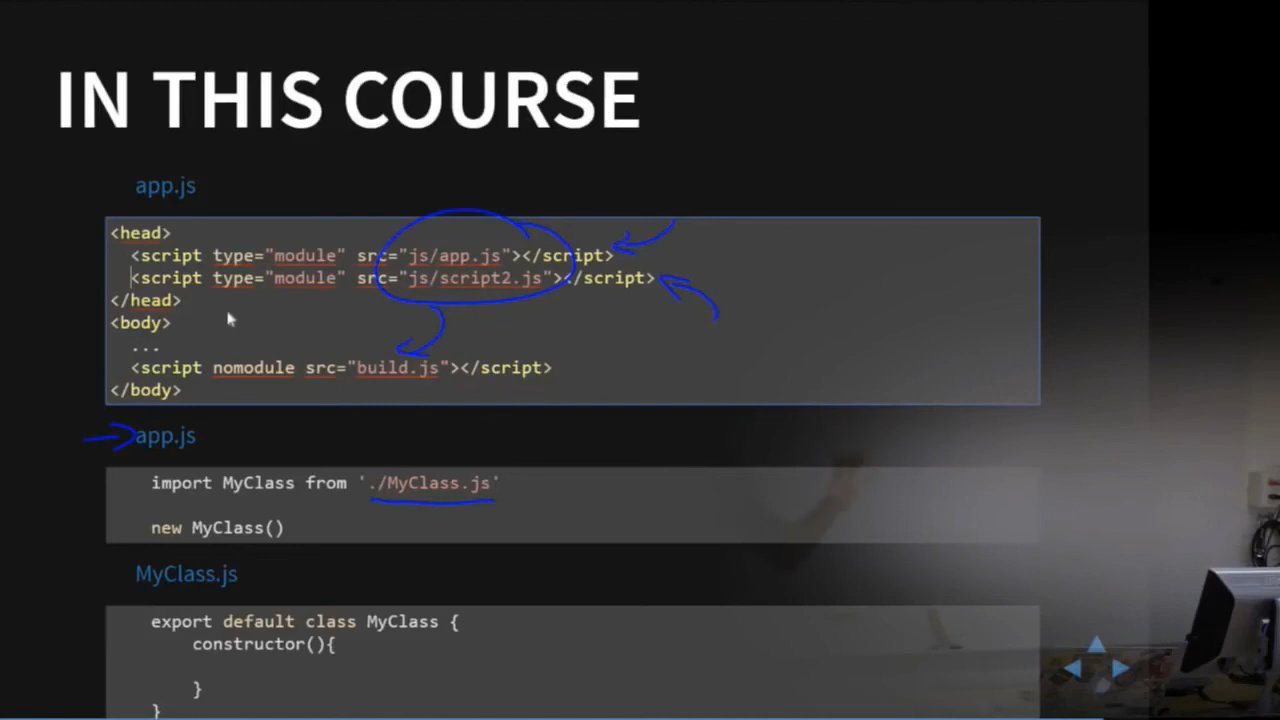 IN THIS COURSE
app.js
<head>
<script type="module" src="js/app.js"></script>
<script type="module" src="js/script2.js"></script>
</head>
<body>
...
<script nomodule src="build.js"></script>
</body>
app.js
import MyClass from './MyClass.js'
new MyClass()
MyClass.js
export default class MyClass {
constructor(){
}
}